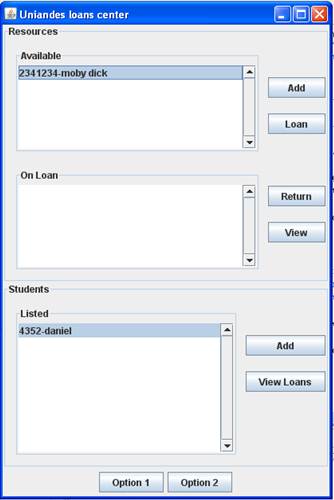 Uniandes loans center
Resources
Available
2341234-moby dick
Add
Loan
On Loan
Return
View
Students
Listed
4352-daniel
Add
View Loans
Option 1
Option 2